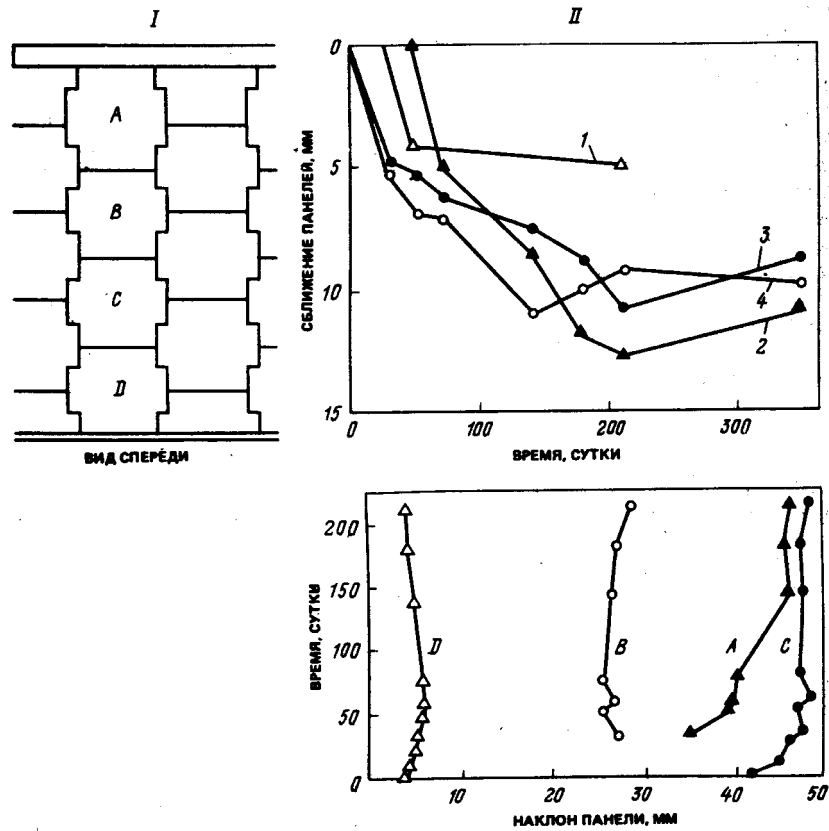 I
II
A
B
C
D
ВИД СПЕРЕДИ
СБЛИЖЕНИЕ ПАНЕЛЕЙ, ММ
0
5
10
15
1
3
4
2
0
100
200
300
ВРЕМЯ, СУТКИ
ВРЕМЯ, СУТКИ
200
150
100
50
0
D
B
A
C
10
20
30
40
50
НАКЛОН ПАНЕЛИ, ММ